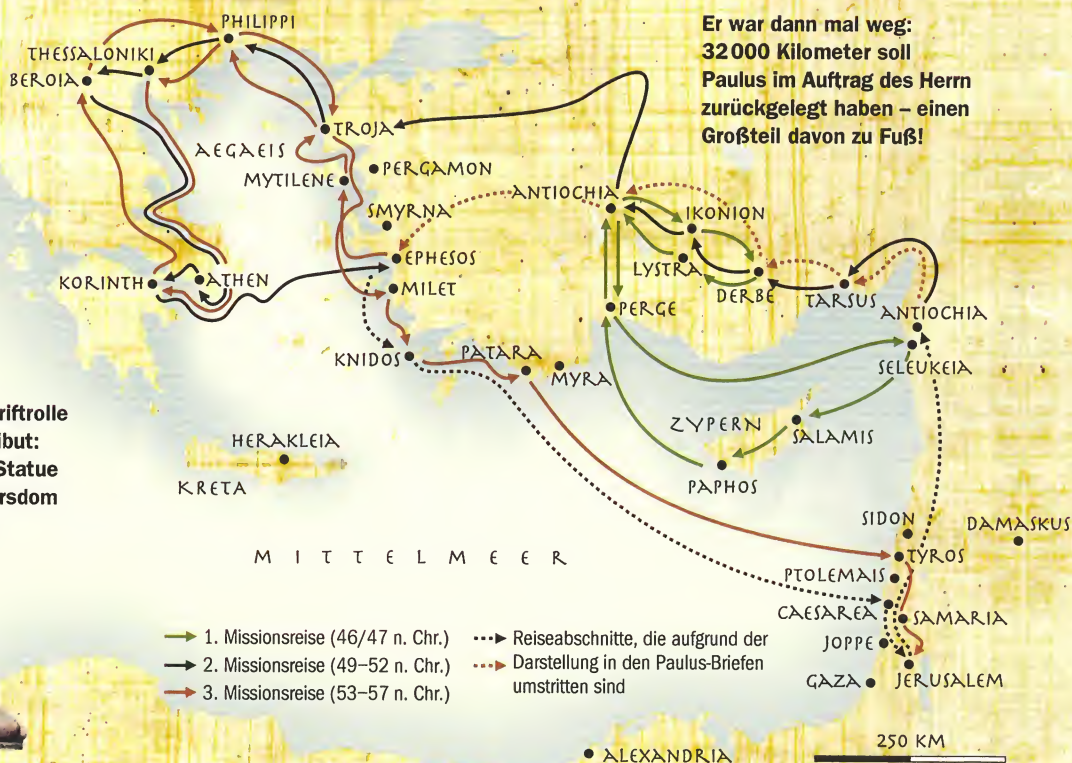 Er war dann mal weg:
32 000 Kilometer soll
Paulus im Auftrag des Herrn
zurückgelegt haben – einen
Großteil davon zu Fuß!
PHILIPPI
THESSALONIKI
BEROIA
TROJA
AEGAEIS
PERGAMON
MYTILENE
ANTIOCHIA
SMYRNA
IKONION
EPHESOS
LYSTRA
KORINTH
ATHEN
MILET
DERBE
TARSUS
PERGE
ANTIOCHIA
KNIDOS
PATARA
MYRA
SELEUKEIA
ZYPERN
SALAMIS
HERAKLEIA
KRETA
PAPHOS
SIDON
DAMASKUS
MITTELMEER
TYROS
PTOLEMAIS
CAESAREA
SAMARIA
JOPPE
GAZA
JERUSALEM
ALEXANDRIA
250 KM
riftrolle
ibut:
Statue
rsdom
1. Missionsreise (46/47 n. Chr.)
2. Missionsreise (49–52 n. Chr.)
3. Missionsreise (53–57 n. Chr.)
Reiseabschnitte, die aufgrund der
Darstellung in den Paulus-Briefen
umstritten sind